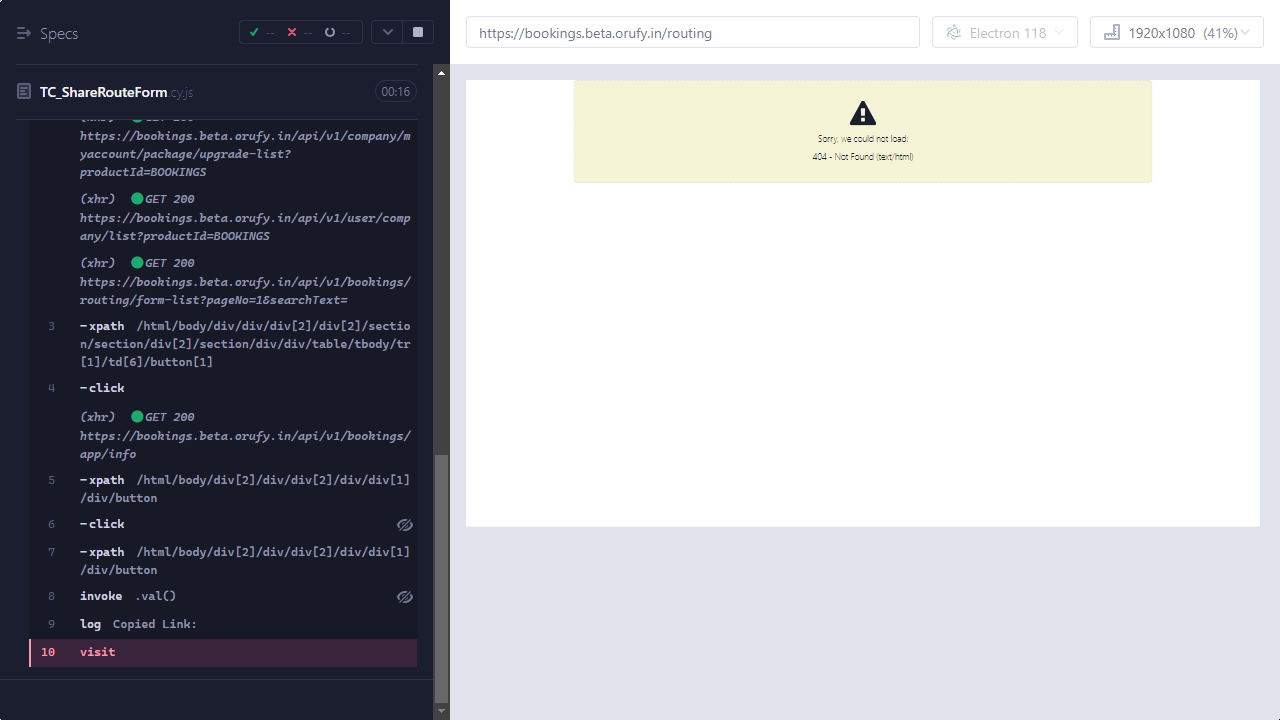 Specs
-- -- --
TC_ShareRouteForm.cy.js 00:16
(xhr) GET 200
https://bookings.beta.orufy.in/api/v1/company/m
yaccount/package/upgrade-list?
productId=BOOKINGS
(xhr) GET 200
https://bookings.beta.orufy.in/api/v1/user/comp
any/list?productId=BOOKINGS
(xhr) GET 200
https://bookings.beta.orufy.in/api/v1/bookings/
routing/form-list?pageNo=1&searchText=
3 -xpath /html/body/div/div/div[2]/div[2]/sectio
n/section/div[2]/section/div/div/table/tbody/tr
[1]/td[6]/button[1]
4 -click
(xhr) GET 200
https://bookings.beta.orufy.in/api/v1/bookings/
app/info
5 -xpath /html/body/div[2]/div/div[2]/div/div[1]
/div/button
6 -click
7 -xpath /html/body/div[2]/div/div[2]/div/div[1]
/div/button
8 invoke .val()
9 log Copied Link:
10 visit
https://bookings.beta.orufy.in/routing
Electron 118
1920x1080 (41%)
Sorry, we could not load:
404 - Not Found (text/html)